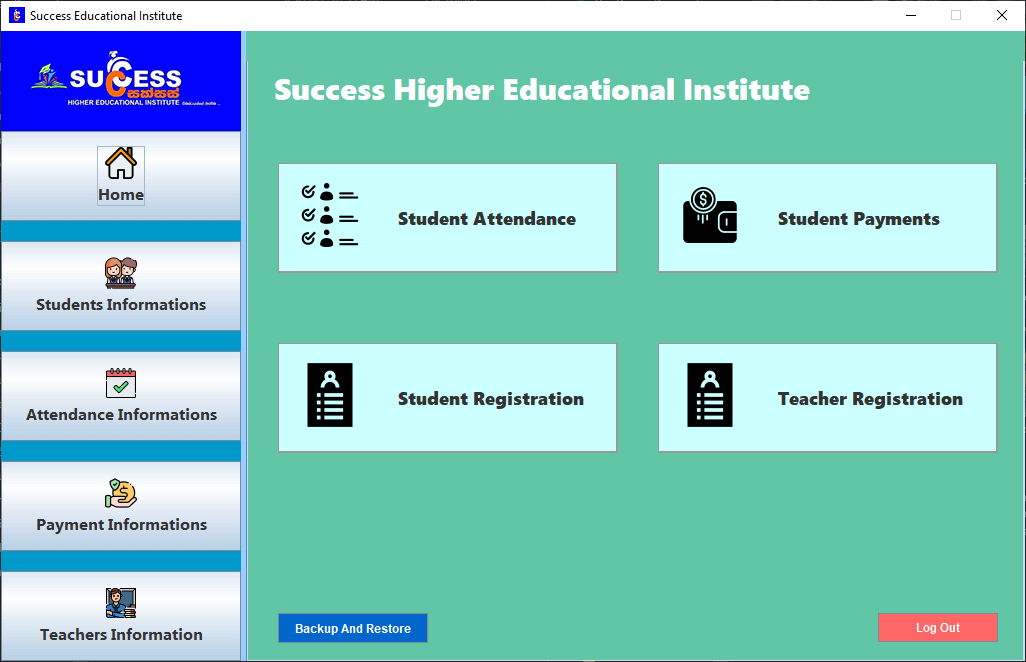 Success Educational Institute
SUCCESS
සක්සස්
HIGHER EDUCATIONAL INSTITUTE
Home
Students Informations
Attendance Informations
Payment Informations
Teachers Information
Success Higher Educational Institute
Student Attendance
Student Payments
Student Registration
Teacher Registration
Backup And Restore
Log Out